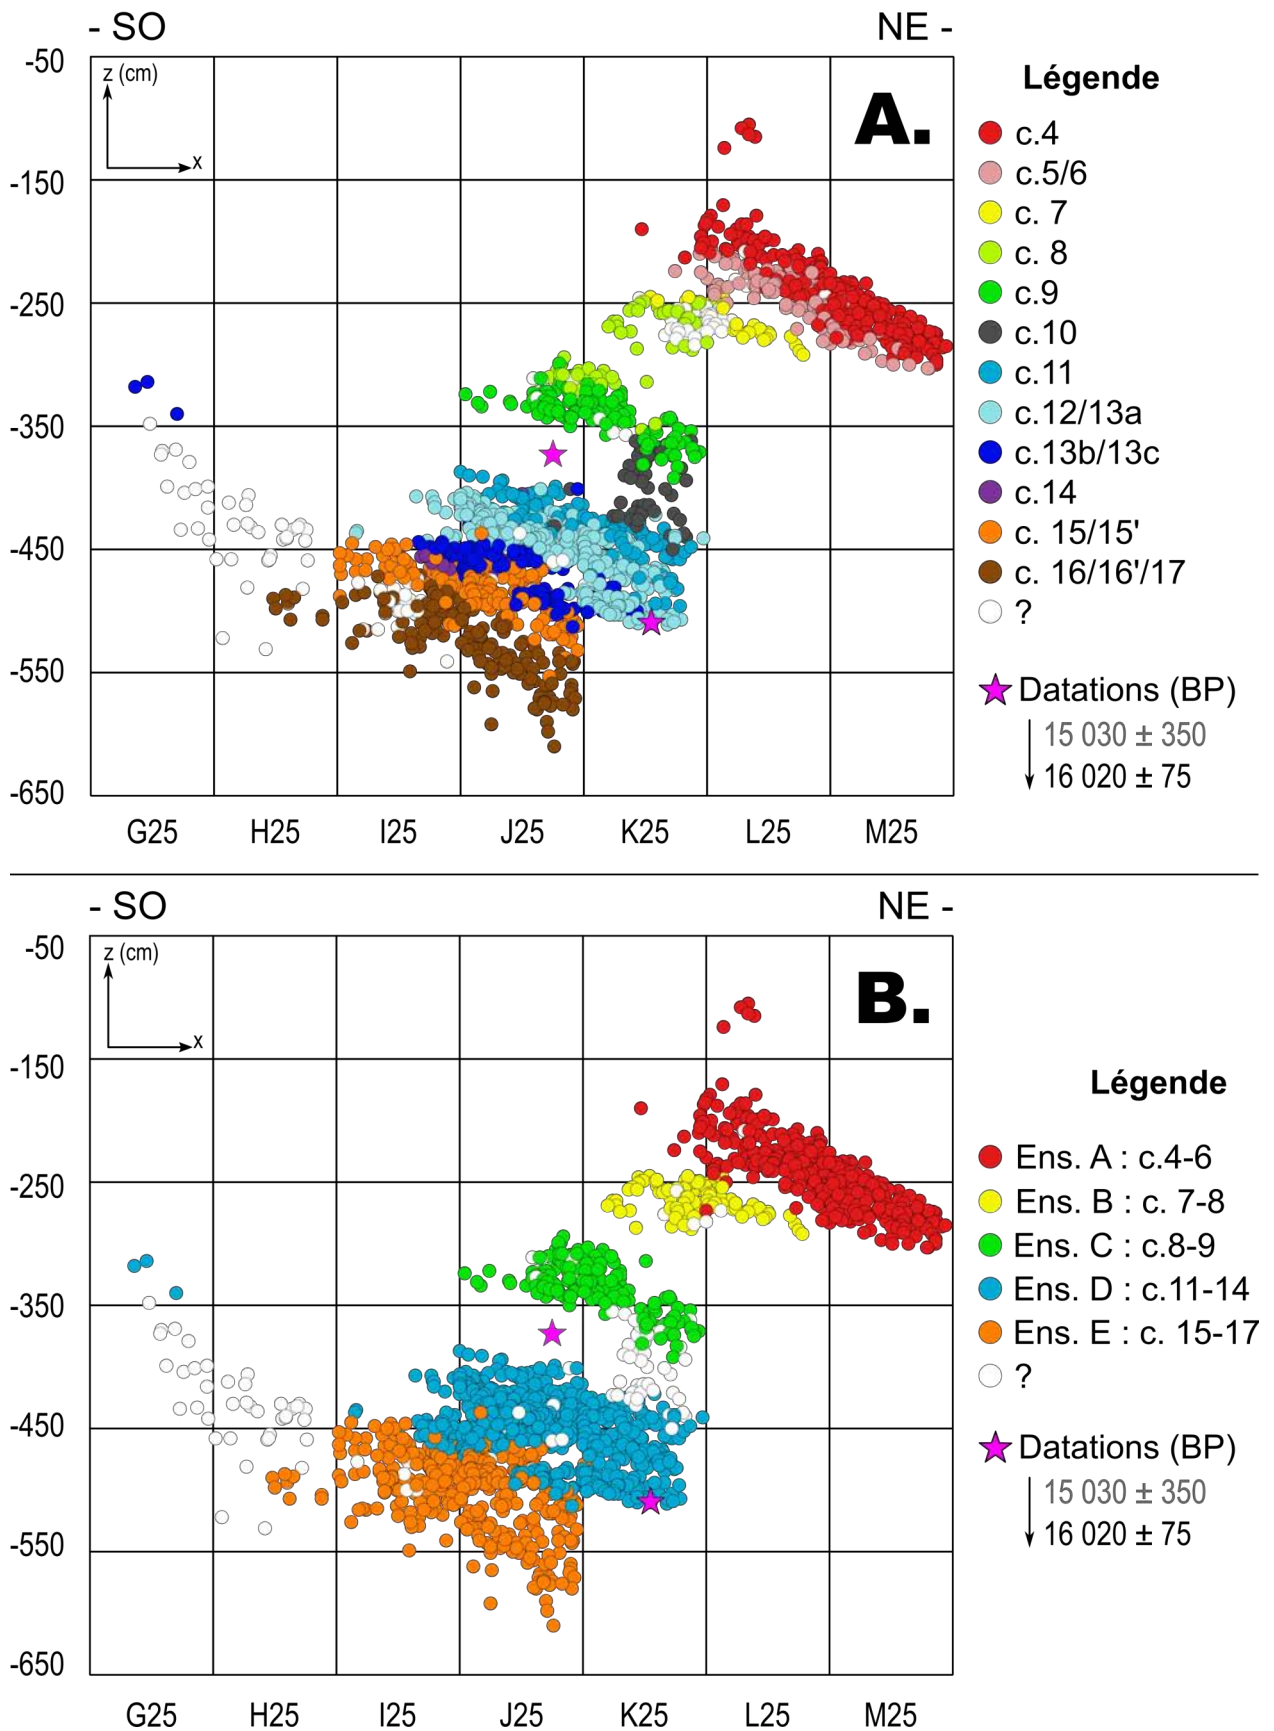 - SO
NE -
-50
-150
-250
-350
-450
-550
-650
z (cm)
x
A.
G25
H25
I25
J25
K25
L25
M25
Légende
c.4
c.5/6
c. 7
c. 8
c.9
c.10
c.11
c.12/13a
c.13b/13c
c.14
c. 15/15'
c. 16/16'/17
?
Datations (BP)
15 030 ± 350
16 020 ± 75
- SO
NE -
-50
-150
-250
-350
-450
-550
-650
z (cm)
x
B.
G25
H25
I25
J25
K25
L25
M25
Légende
Ens. A : c.4-6
Ens. B : c. 7-8
Ens. C : c.8-9
Ens. D : c.11-14
Ens. E : c. 15-17
?
Datations (BP)
15 030 ± 350
16 020 ± 75